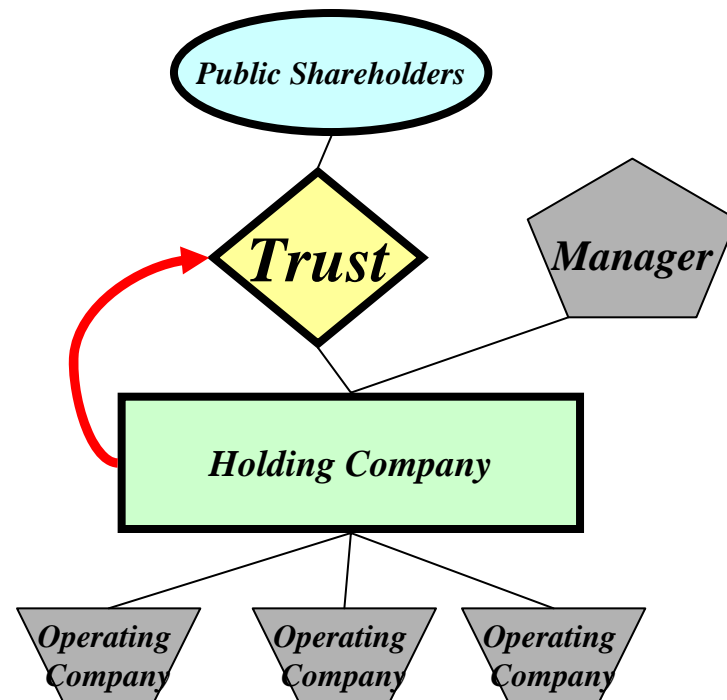 Public Shareholders
Trust
Manager
Holding Company
Operating
Company
Operating
Company
Operating
Company